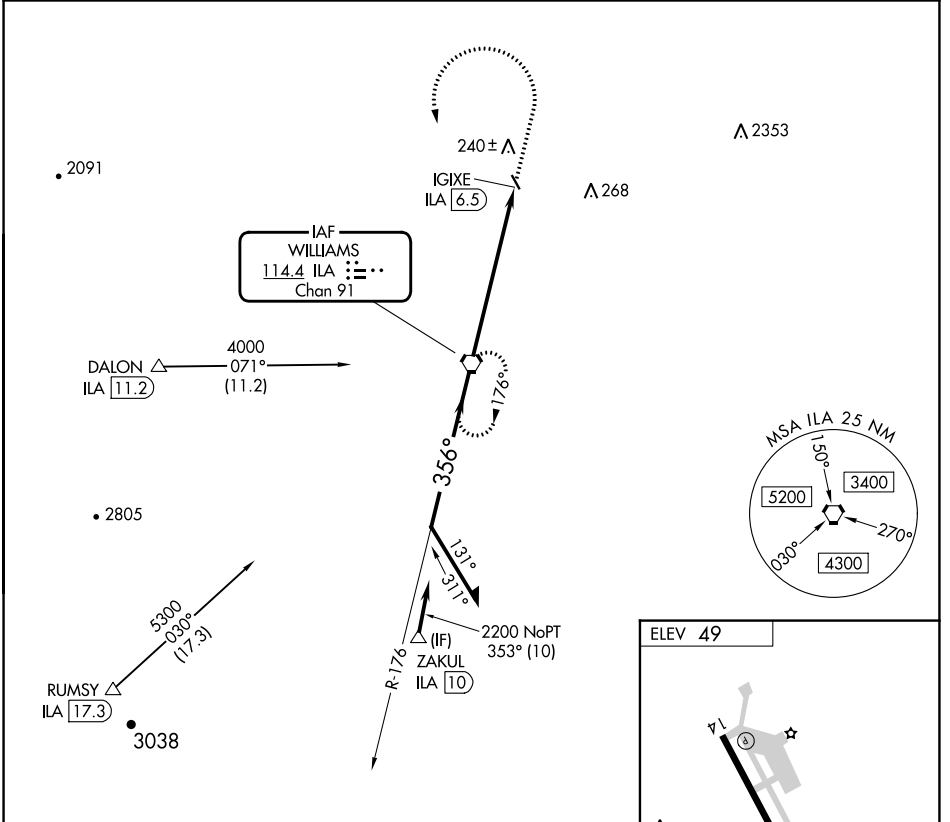 2353
240±
2091
IGIXE
ILA 6.5
268
IAF
WILLIAMS
114.4 ILA
Chan 91
4000
071°
(11.2)
DALON
ILA 11.2
176°
356°
MSA ILA 25 NM
150°
5200
3400
270°
030°
4300
2805
131°
311°
5300
030°
(17.3)
2200 NoPT
353° (10)
(IF)
ZAKUL
ILA 10
R-176
RUMSY
ILA 17.3
3038
ELEV 49
14
P